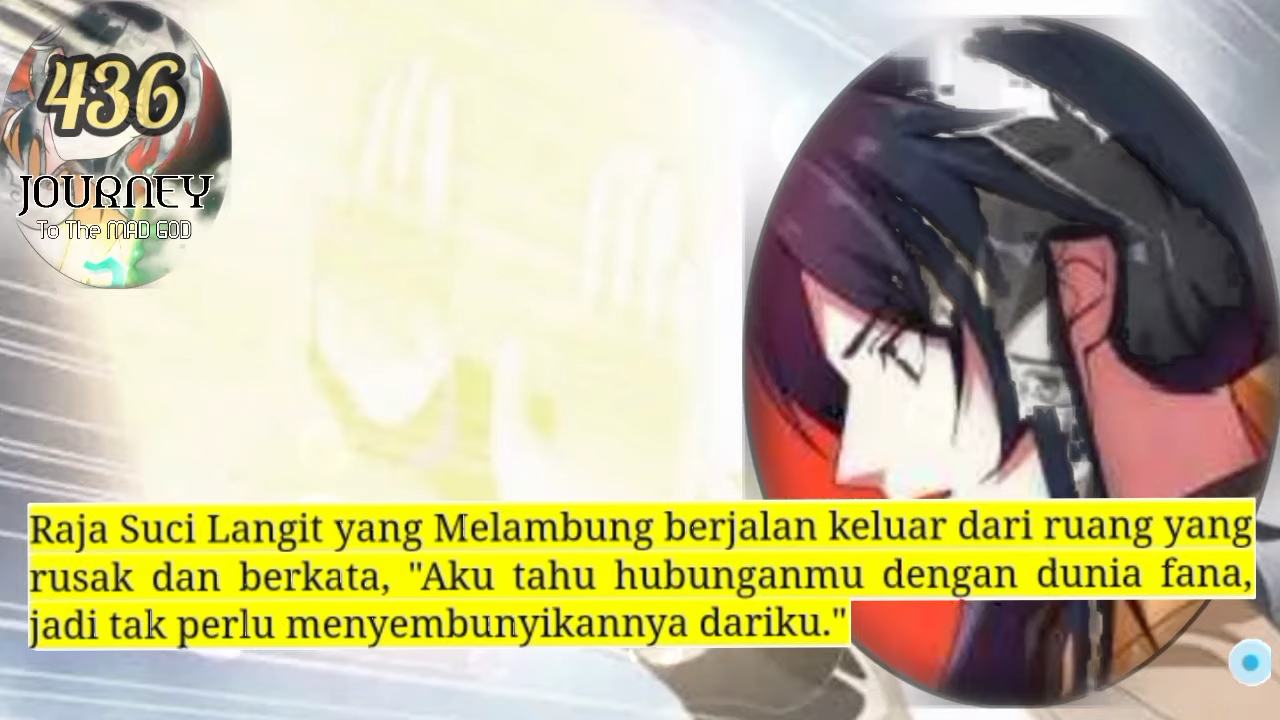 436
JOURNEY
To The MAD GOD
Raja Suci Langit yang Melambung berjalan keluar dari ruang yang
rusak dan berkata, "Aku tahu hubunganmu dengan dunia fana,
jadi tak perlu menyembunyikannya dariku."